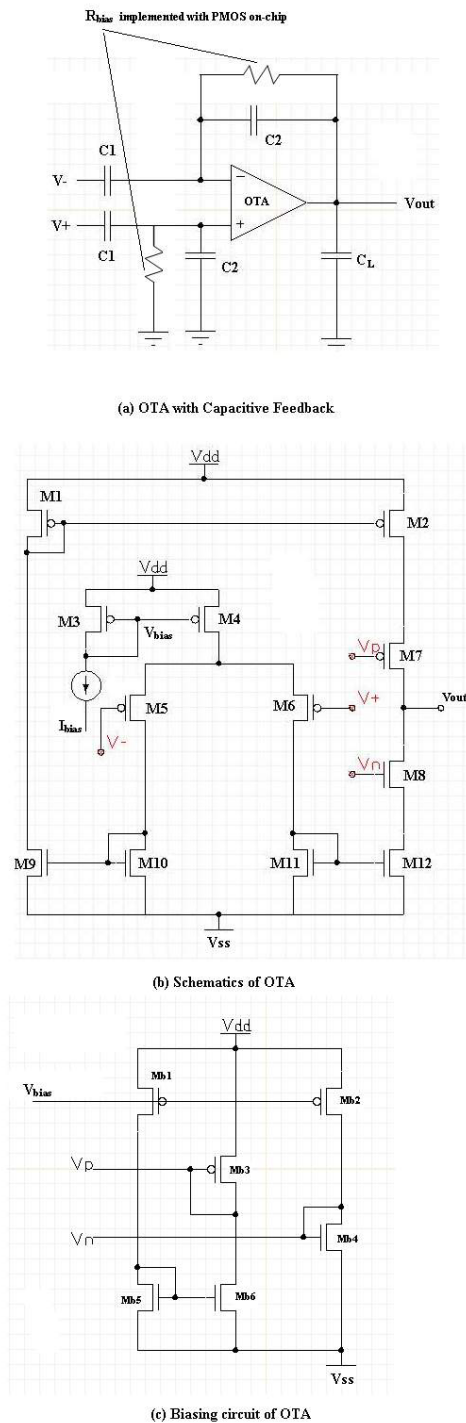 Rbias implemented with PMOS on-chip
C2
C1
V-
−
OTA
Vout
V+
+
C1
C2
CL
(a) OTA with Capacitive Feedback
Vdd
M1
M2
Vdd
M3
Vbias
M4
Vp
M7
M5
M6
V+
Vout
Ibias
V-
Vn
M8
M9
M10
M11
M12
Vss
(b) Schematics of OTA
Vdd
Mb1
Vbias
Mb2
Vp
Mb3
Vn
Mb4
Mb5
Mb6
Vss
(c) Biasing circuit of OTA